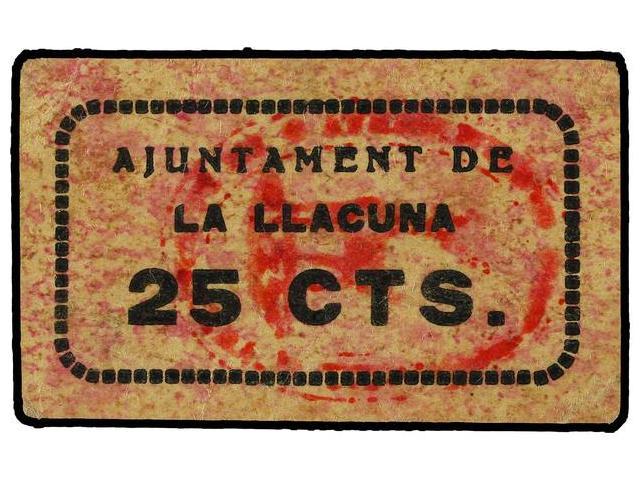 AJUNTAMENT DE
LA LLACUNA
25 CTS.